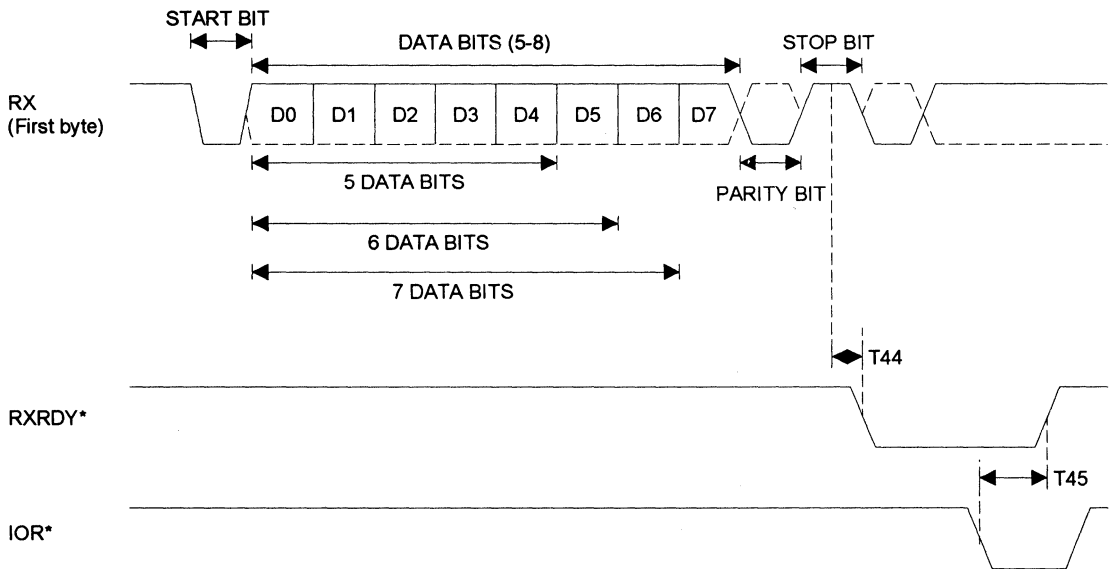 START BIT
DATA BITS (5-8)
STOP BIT
RX
(First byte)
D0 D1 D2 D3 D4 D5 D6 D7
5 DATA BITS
PARITY BIT
6 DATA BITS
7 DATA BITS
T44
RXRDY*
T45
IOR*